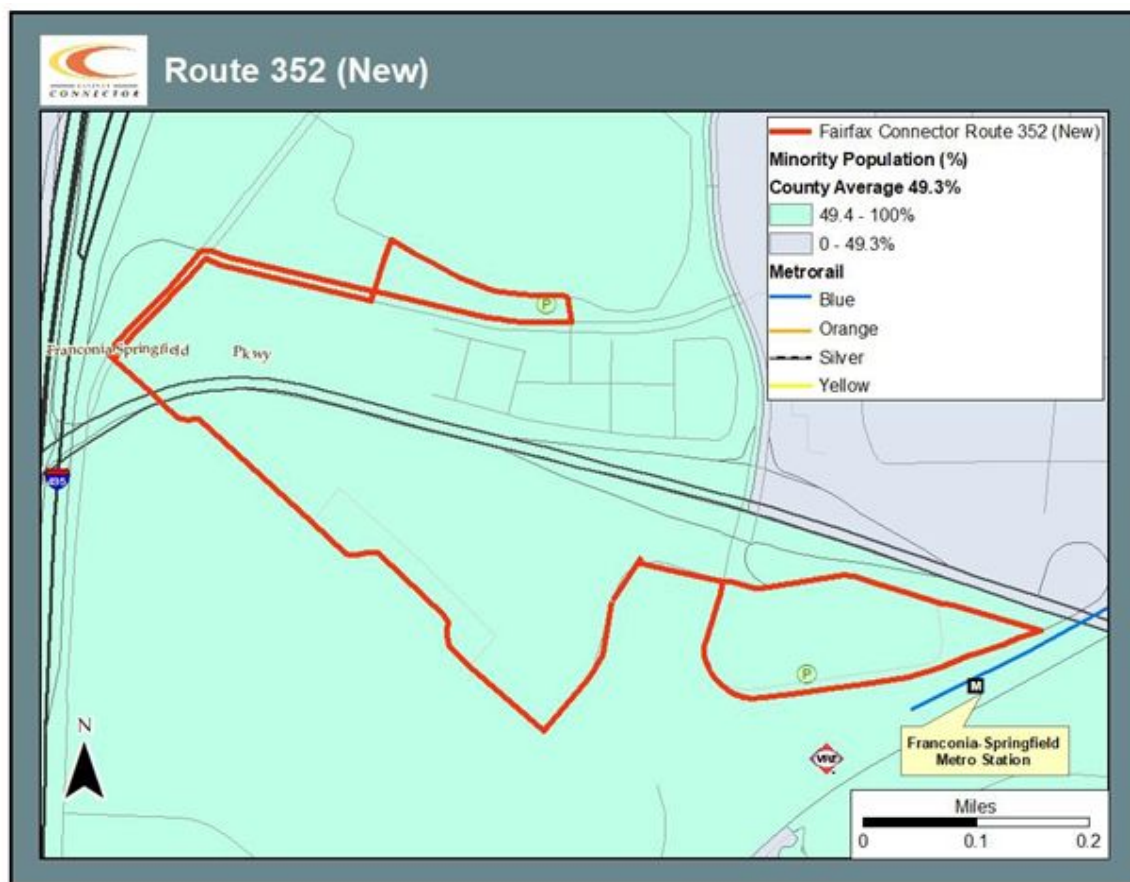 CONNECTOR
Route 352 (New)
Fairfax Connector Route 352 (New)
Minority Population (%)
County Average 49.3%
49.4 - 100%
0 - 49.3%
Metrorail
Blue
Orange
Silver
Yellow
Franconia Springfield Pkwy
P
495
P
M
Franconia-Springfield
Metro Station
VRE
N
Miles
0 0.1 0.2